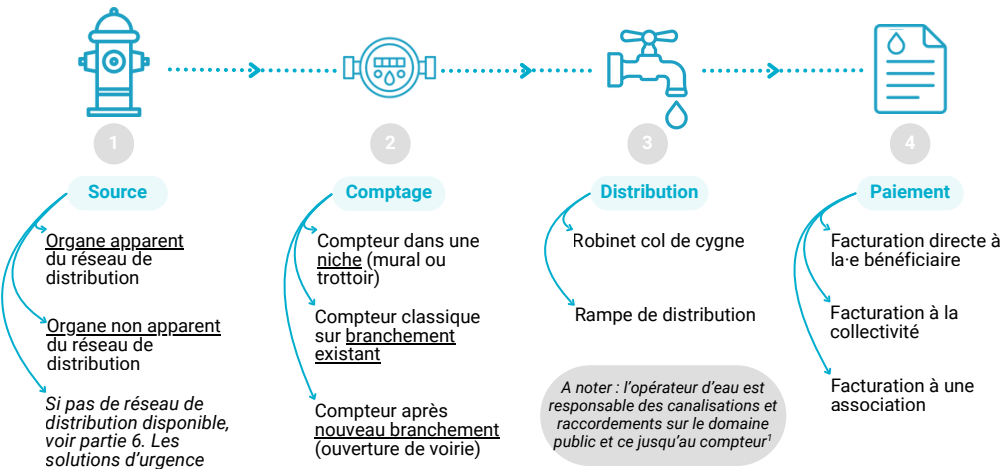 1
Source
Organe apparent
du réseau de
distribution
Organe non apparent
du réseau de
distribution
Si pas de réseau de
distribution disponible,
voir partie 6. Les
solutions d'urgence
2
Comptage
Compteur dans une
niche (mural ou
trottoir)
Compteur classique
sur branchement
existant
Compteur après
nouveau branchement
(ouverture de voirie)
3
Distribution
Robinet col de cygne
Rampe de distribution
A noter : l'opérateur d'eau est
responsable des canalisations et
raccordements sur le domaine
public et ce jusqu'au compteur¹
4
Paiement
Facturation directe à
la·e bénéficiaire
Facturation à la
collectivité
Facturation à une
association